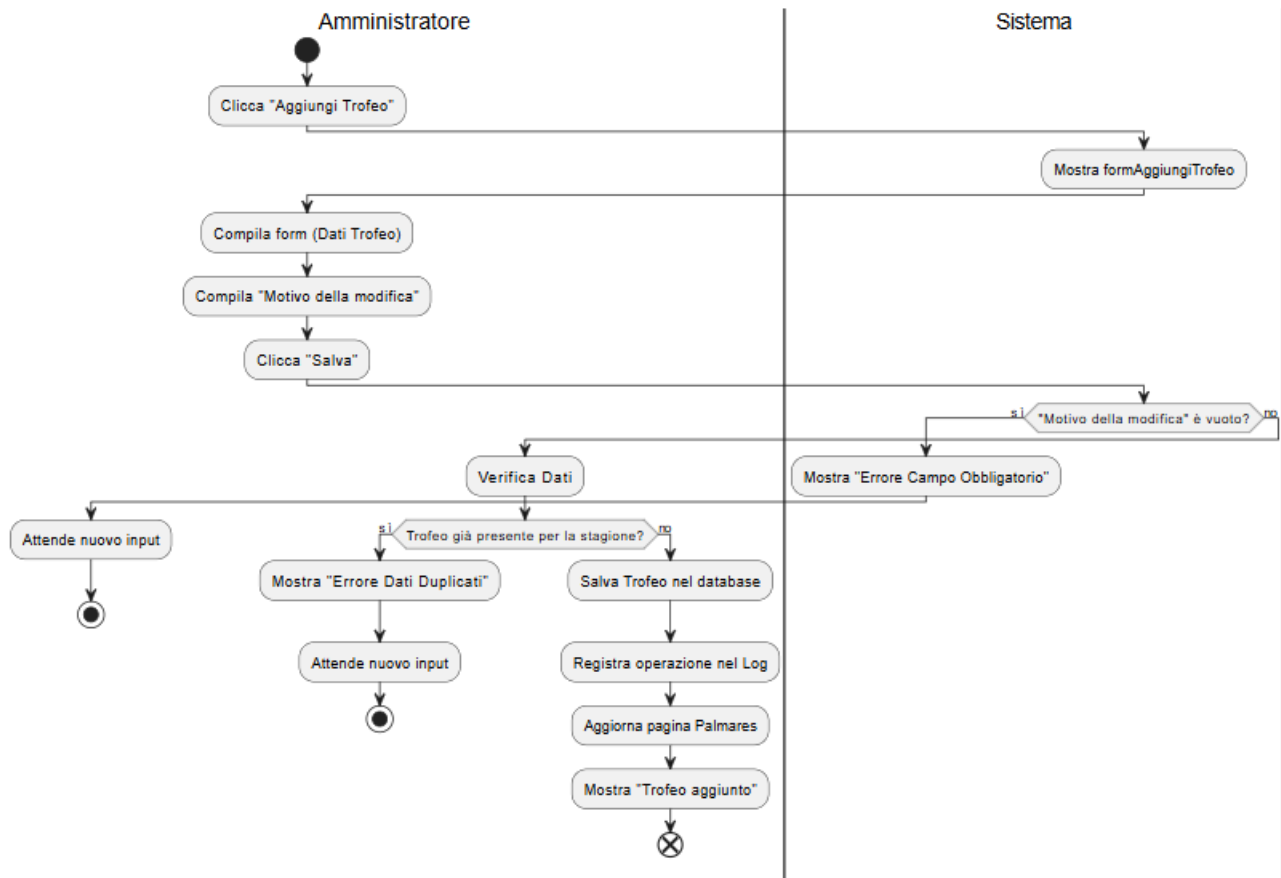 Amministratore
Sistema
Clicca "Aggiungi Trofeo"
Mostra formAggiungiTrofeo
Compila form (Dati Trofeo)
Compila "Motivo della modifica"
Clicca "Salva"
sì
"Motivo della modifica" è vuoto?
no
Verifica Dati
Mostra "Errore Campo Obbligatorio"
Attende nuovo input
sì
Trofeo già presente per la stagione?
no
Mostra "Errore Dati Duplicati"
Salva Trofeo nel database
Attende nuovo input
Registra operazione nel Log
Aggiorna pagina Palmares
Mostra "Trofeo aggiunto"